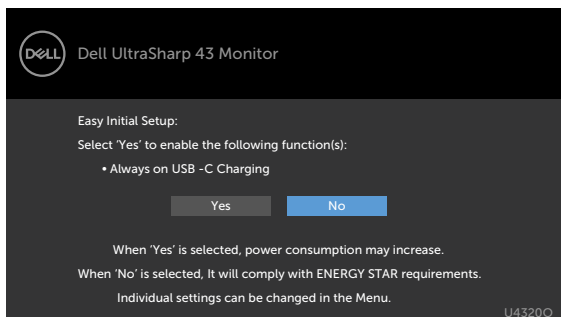 DELL Dell UltraSharp 43 Monitor
Easy Initial Setup:
Select ‘Yes’ to enable the following function(s):
• Always on USB -C Charging
Yes No
When ‘Yes’ is selected, power consumption may increase.
When ‘No’ is selected, It will comply with ENERGY STAR requirements.
Individual settings can be changed in the Menu.
U4320Q